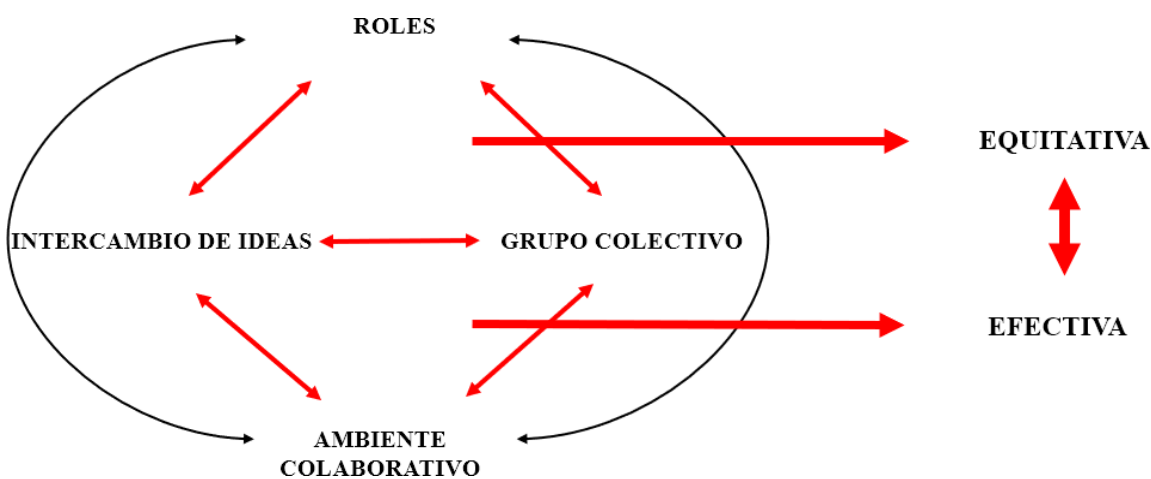 ROLES
EQUITATIVA
INTERCAMBIO DE IDEAS
GRUPO COLECTIVO
EFECTIVA
AMBIENTE
COLABORATIVO